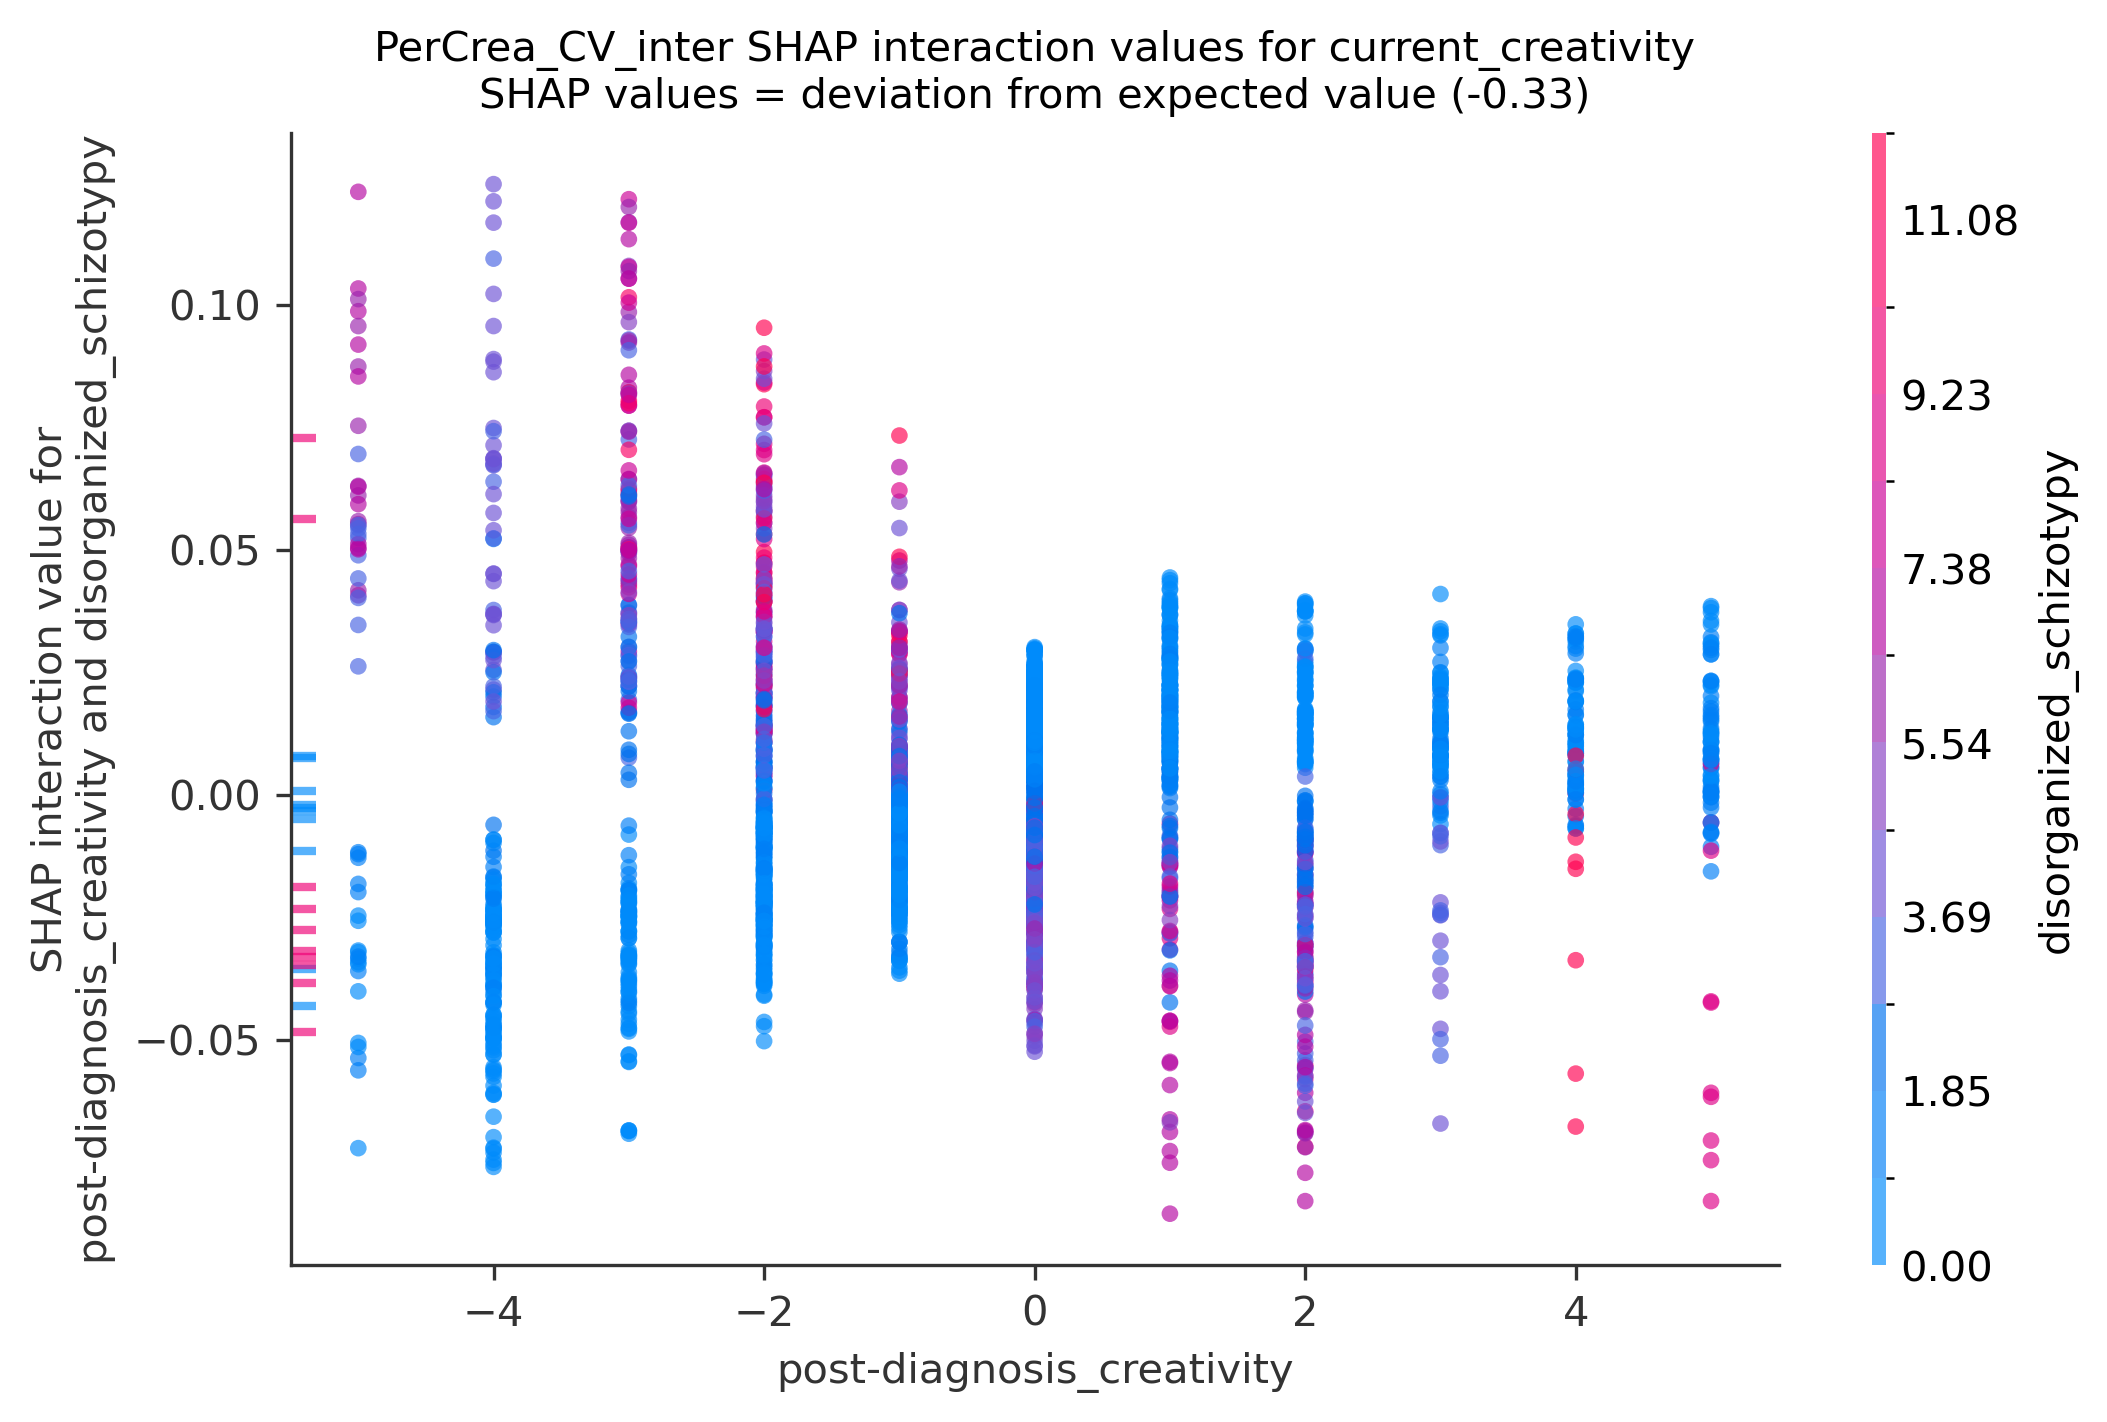 PerCrea_CV_inter SHAP interaction values for current_creativity
SHAP values = deviation from expected value (-0.33)
SHAP interaction value for
post-diagnosis_creativity and disorganized_schizotypy
0.10
0.05
0.00
−0.05
−4
−2
0
2
4
post-diagnosis_creativity
11.08
9.23
7.38
5.54
3.69
1.85
0.00
disorganized_schizotypy